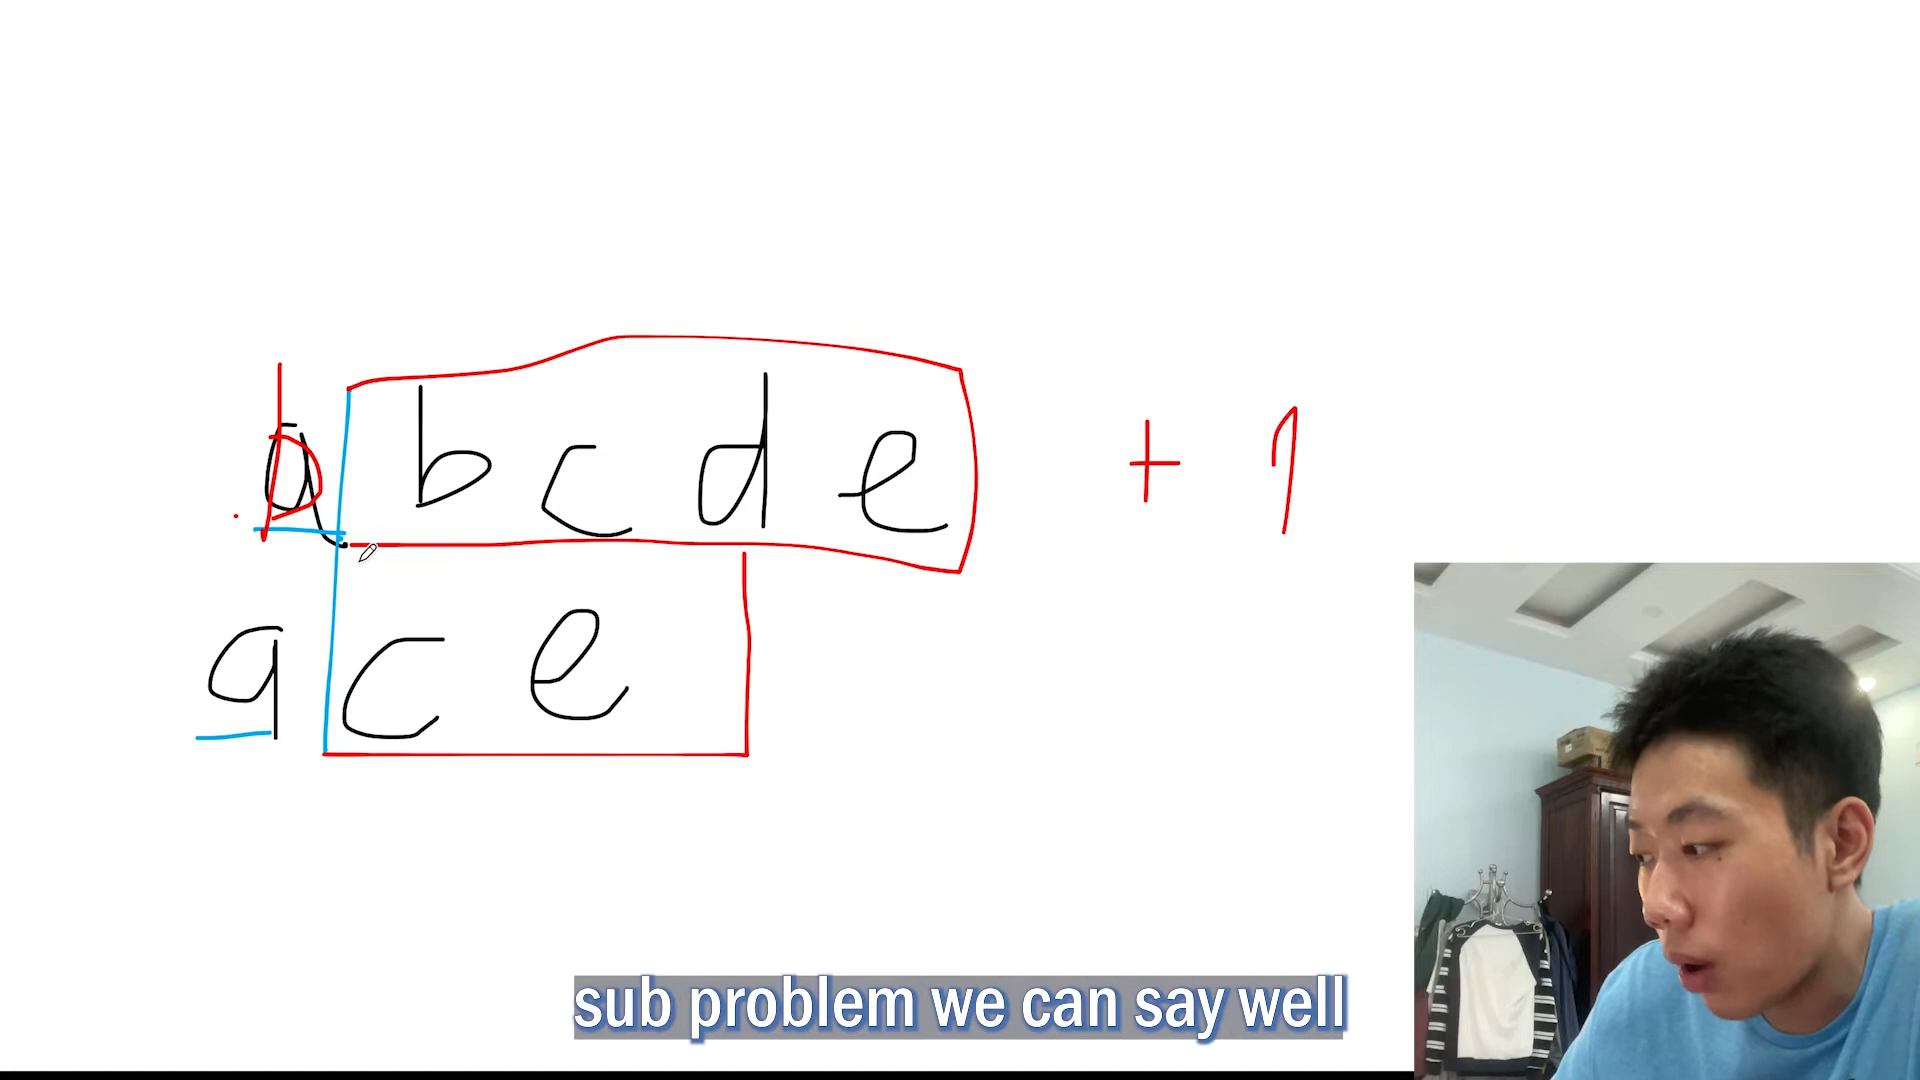 a b c d e + 1
b
a c e
sub problem we can say well